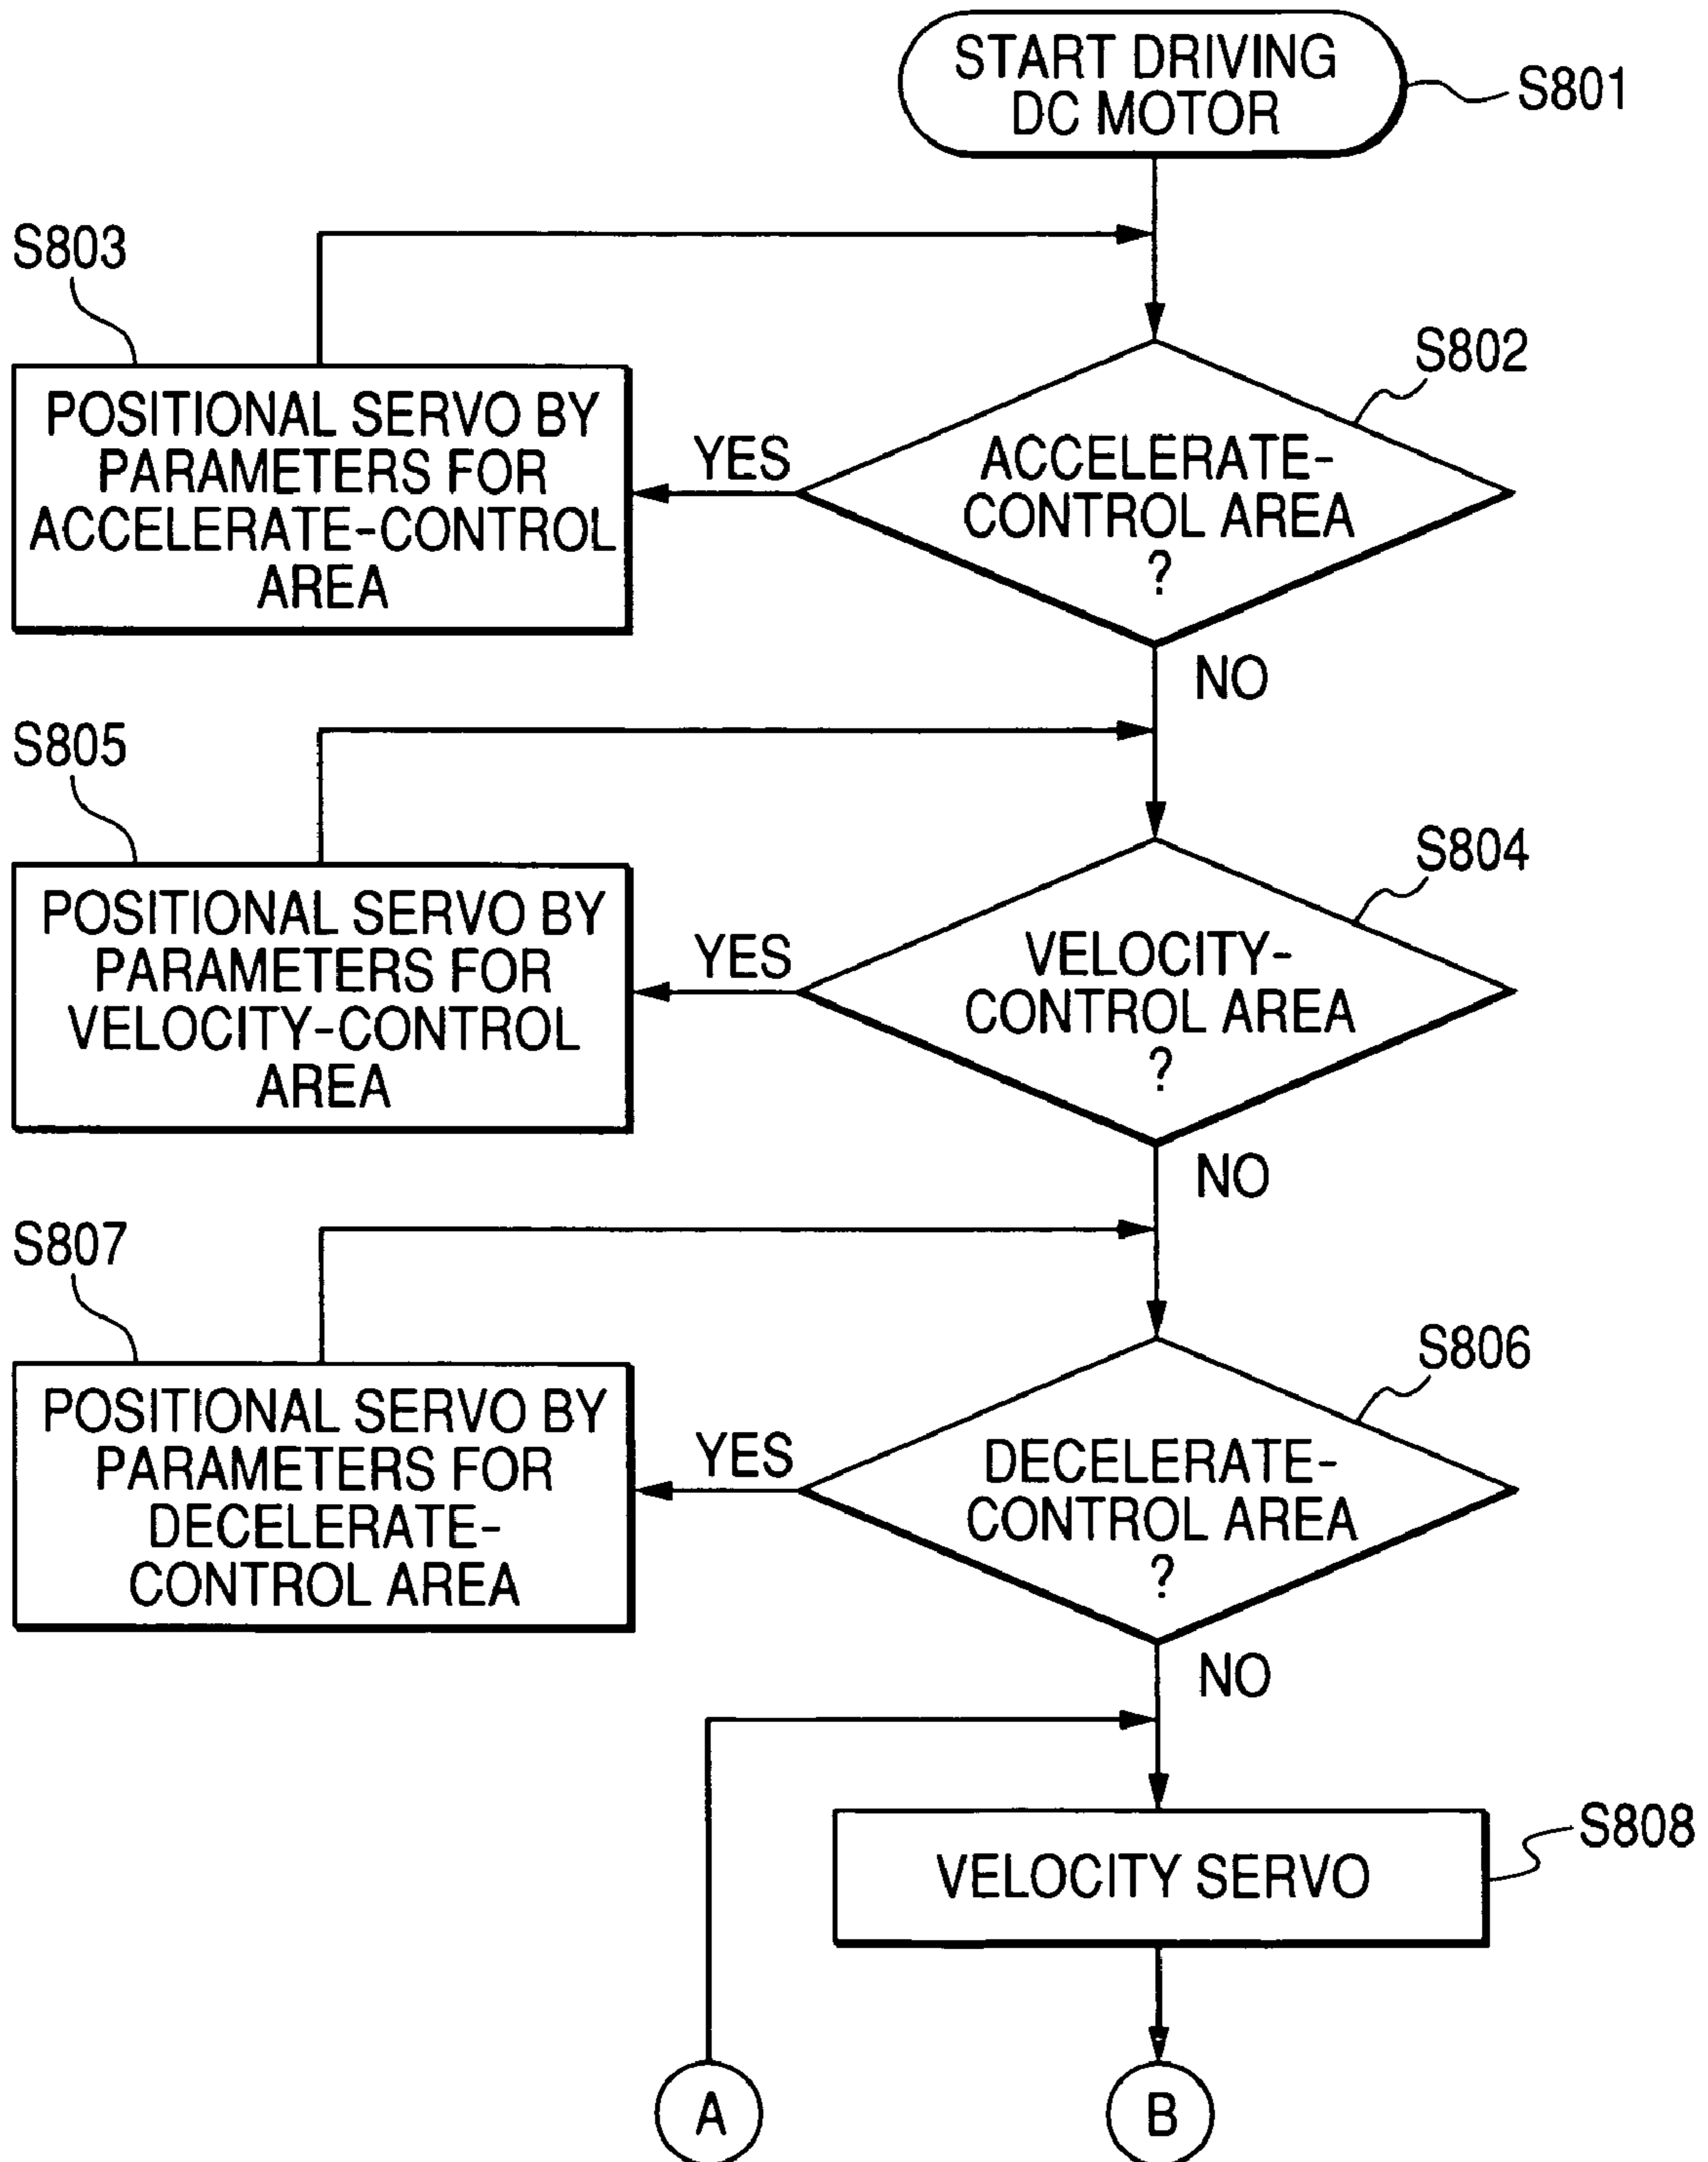 START DRIVING
DC MOTOR
S801
S803
POSITIONAL SERVO BY
PARAMETERS FOR
ACCELERATE-CONTROL
AREA
YES
S802
ACCELERATE-
CONTROL AREA
?
NO
S805
POSITIONAL SERVO BY
PARAMETERS FOR
VELOCITY-CONTROL
AREA
YES
S804
VELOCITY-
CONTROL AREA
?
NO
S807
POSITIONAL SERVO BY
PARAMETERS FOR
DECELERATE-
CONTROL AREA
YES
S806
DECELERATE-
CONTROL AREA
?
NO
VELOCITY SERVO
S808
A
B